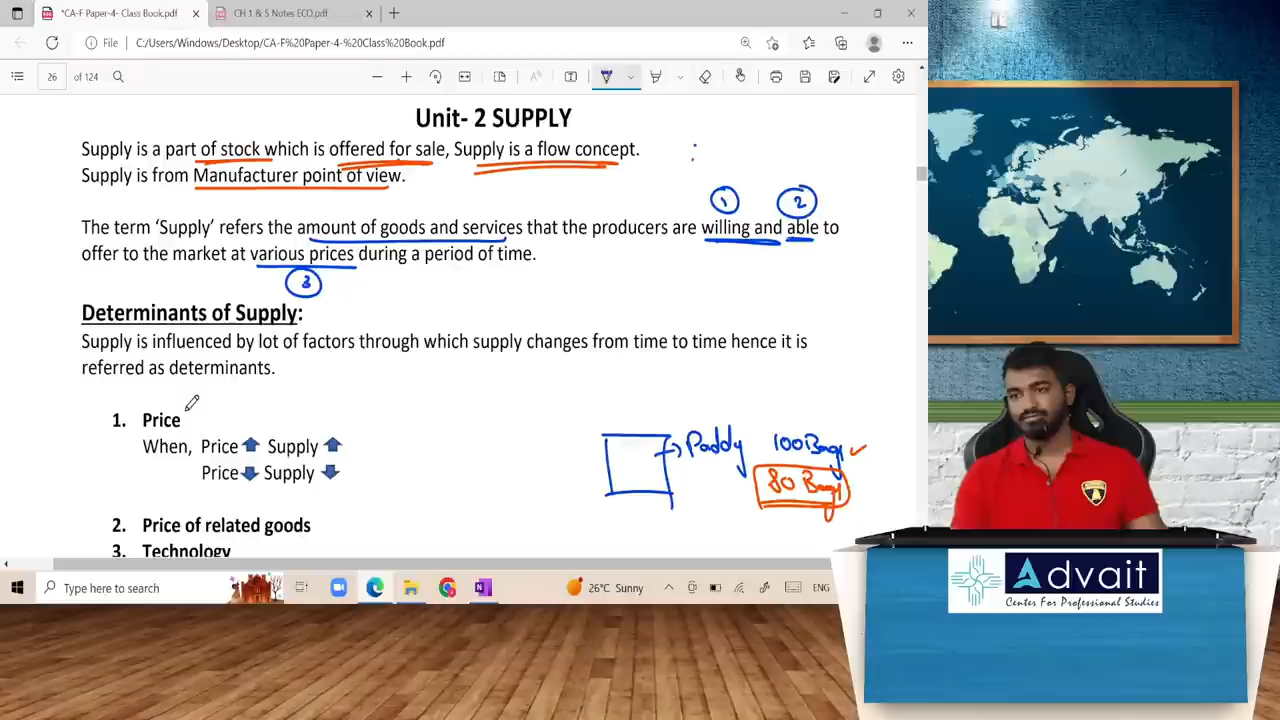 *CA-F Paper-4- Class Book.pdf
CH 1 & 5 Notes ECO.pdf
File
C:/Users/Windows/Desktop/CA-F%20Paper-4-%20Class%20Book.pdf
26 of 124
Unit- 2 SUPPLY
Supply is a part of stock which is offered for sale, Supply is a flow concept.
Supply is from Manufacturer point of view.
1 2
The term ‘Supply’ refers the amount of goods and services that the producers are willing and able to
offer to the market at various prices during a period of time.
3
Determinants of Supply:
Supply is influenced by lot of factors through which supply changes from time to time hence it is
referred as determinants.
1. Price
When, Price Supply
Price Supply
Paddy 100 Bags
80 Bags
2. Price of related goods
3. Technology
Type here to search
26°C Sunny
ENG
Advait
Center For Professional Studies